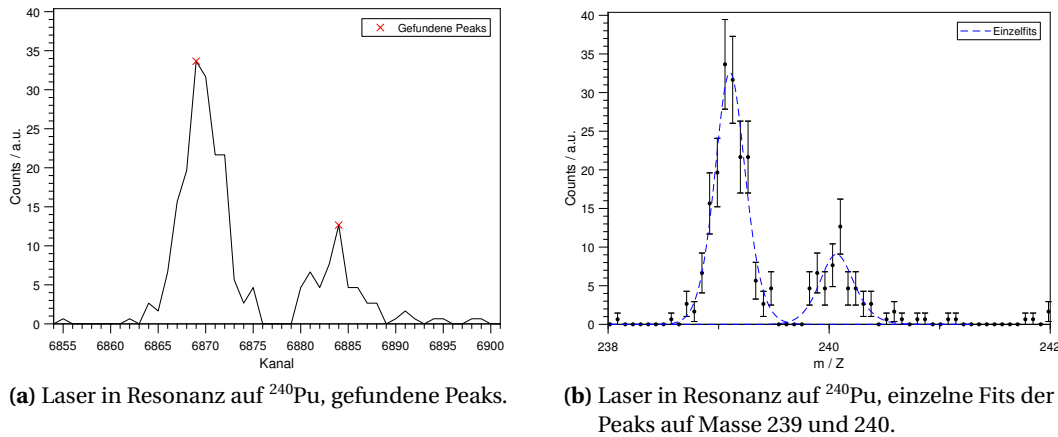 40
35
30
25
20
15
10
5
0
Counts / a.u.
Gefundene Peaks
6855 6860 6865 6870 6875 6880 6885 6890 6895 6900
Kanal
(a) Laser in Resonanz auf ²⁴⁰Pu, gefundene Peaks.
40
35
30
25
20
15
10
5
0
Counts / a.u.
Einzelfits
238 240 242
m / Z
(b) Laser in Resonanz auf ²⁴⁰Pu, einzelne Fits der
Peaks auf Masse 239 und 240.